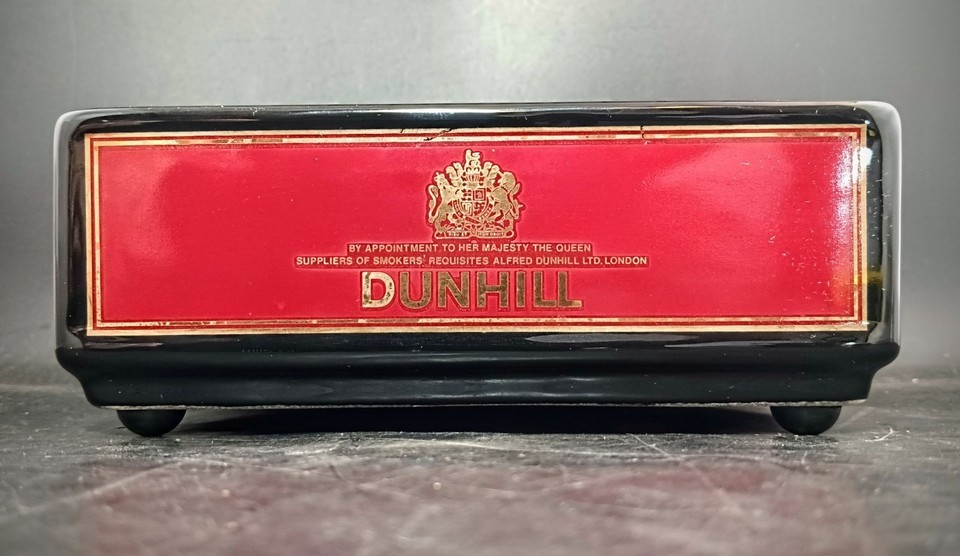 BY APPOINTMENT TO HER MAJESTY THE QUEEN
SUPPLIERS OF SMOKERS' REQUISITES ALFRED DUNHILL LTD. LONDON
DUNHILL